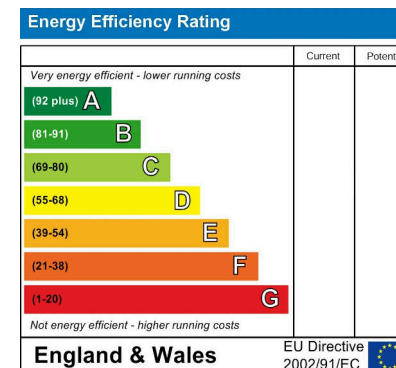 Energy Efficiency Rating
Current Potent
Very energy efficient - lower running costs
(92 plus) A
(81-91) B
(69-80) C
(55-68) D
(39-54) E
(21-38) F
(1-20) G
Not energy efficient - higher running costs
England & Wales
EU Directive
2002/91/EC